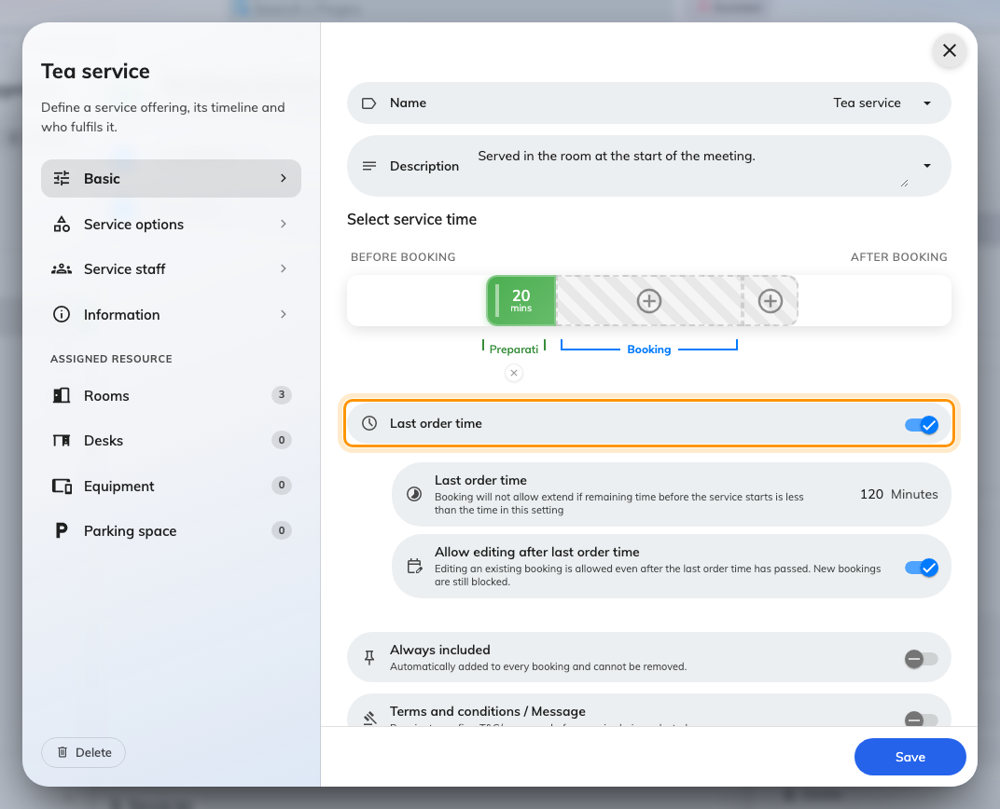 Tea service
Define a service offering, its timeline and
who fulfils it.
Basic
Service options
Service staff
Information
ASSIGNED RESOURCE
Rooms 3
Desks 0
Equipment 0
Parking space 0
Delete
Name Tea service
Description Served in the room at the start of the meeting.
Select service time
BEFORE BOOKING AFTER BOOKING
20
mins
Preparati Booking
Last order time
Last order time
Booking will not allow extend if remaining time before the service starts is less
than the time in this setting
120 Minutes
Allow editing after last order time
Editing an existing booking is allowed even after the last order time has passed. New bookings
are still blocked.
Always included
Automatically added to every booking and cannot be removed.
Terms and conditions / Message
Save